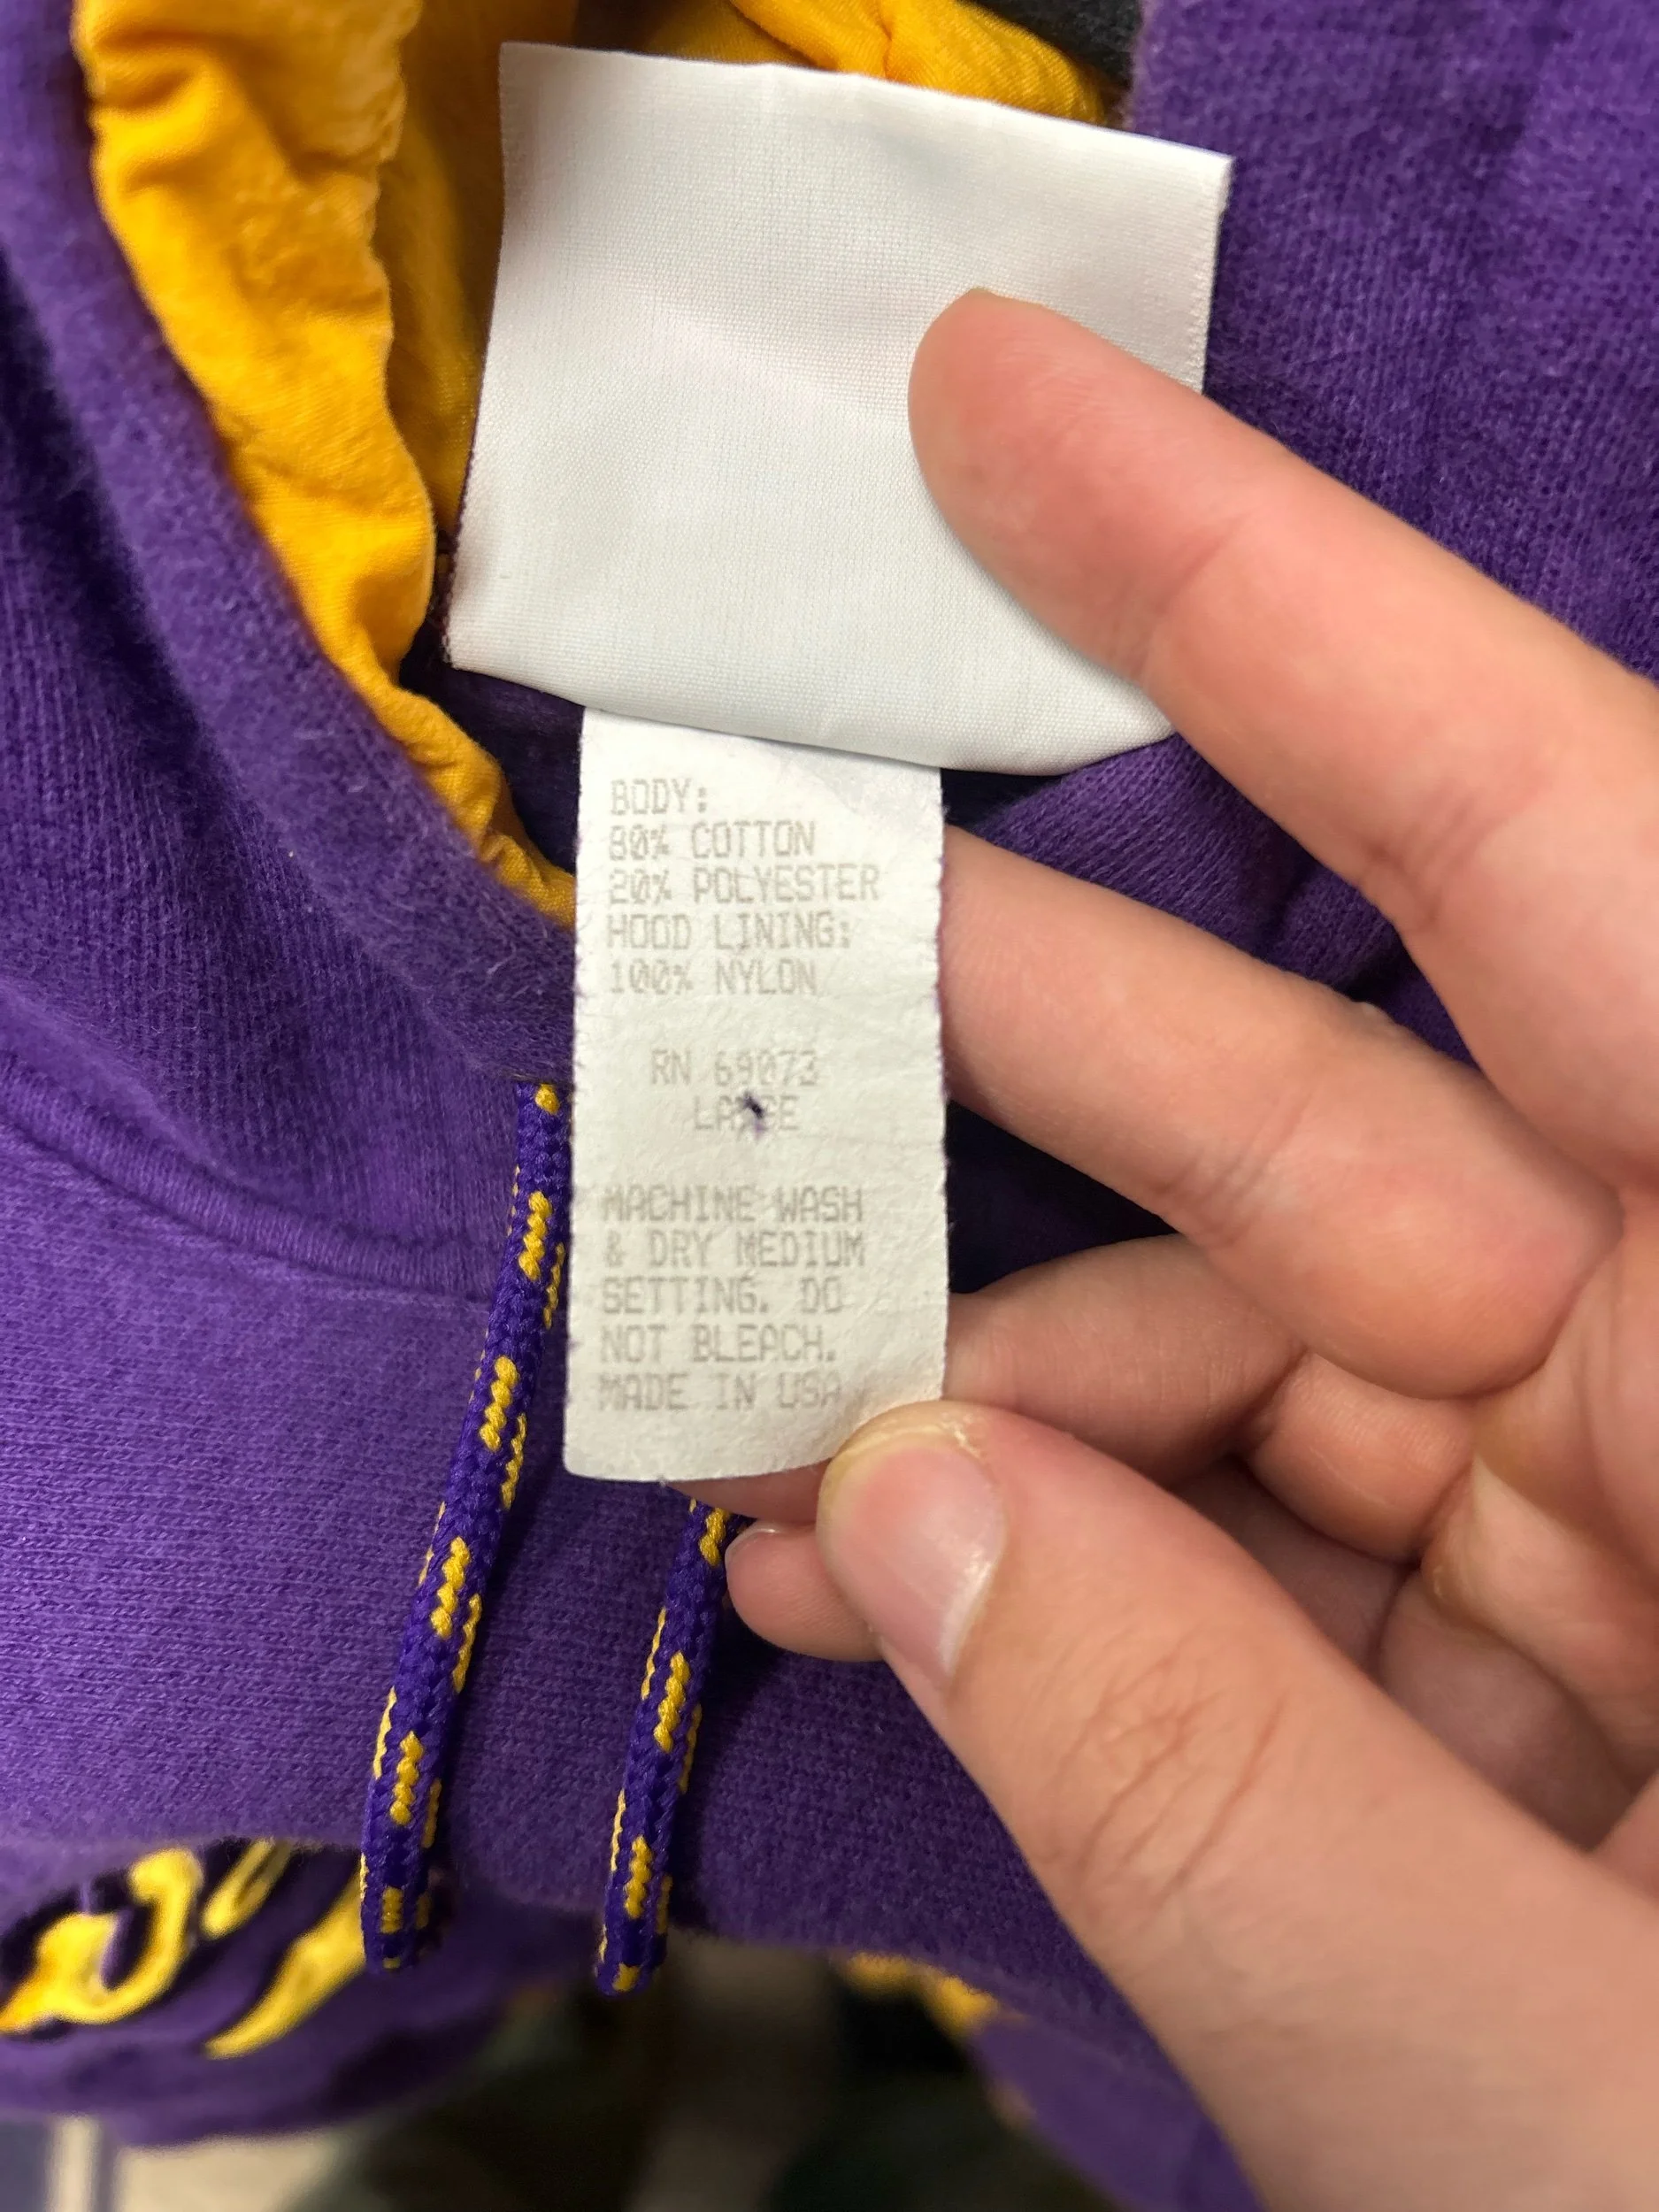 BODY:
80% COTTON
20% POLYESTER
HOOD LINING:
100% NYLON
RN 69073
LARGE
MACHINE WASH
& DRY MEDIUM
SETTING. DO
NOT BLEACH.
MADE IN USA